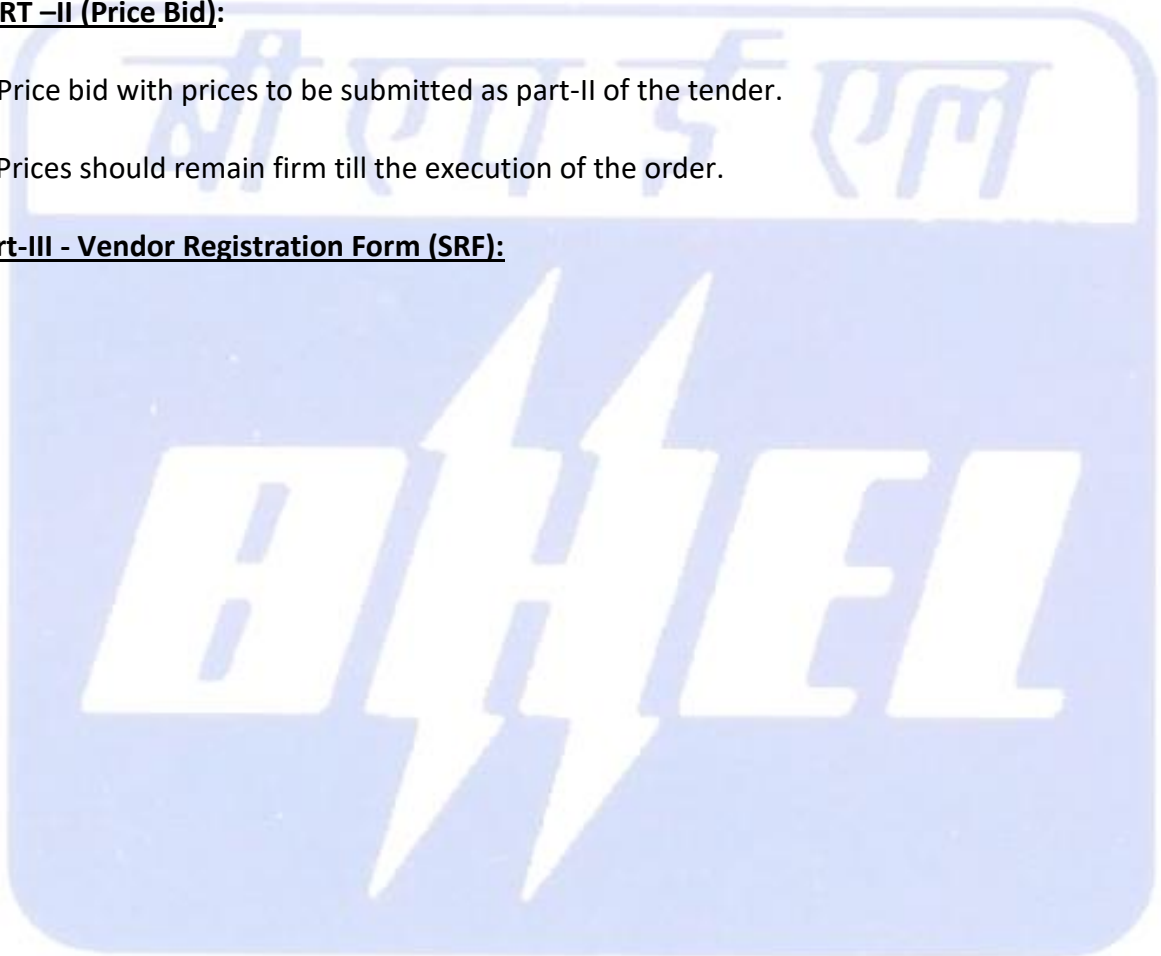 RT –II (Price Bid):
Price bid with prices to be submitted as part-II of the tender.
Prices should remain firm till the execution of the order.
rt-III - Vendor Registration Form (SRF):
बी एच ई एल
BHEL